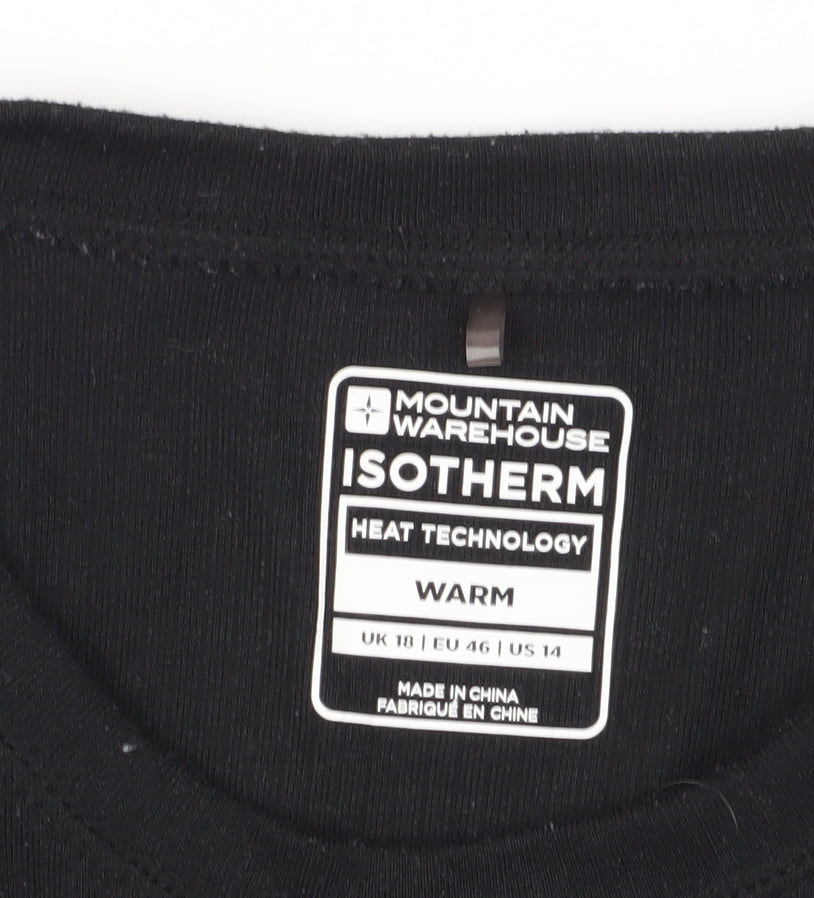 MOUNTAIN
WAREHOUSE
ISOTHERM
HEAT TECHNOLOGY
WARM
UK 18 | EU 46 | US 14
MADE IN CHINA
FABRIQUÉ EN CHINE